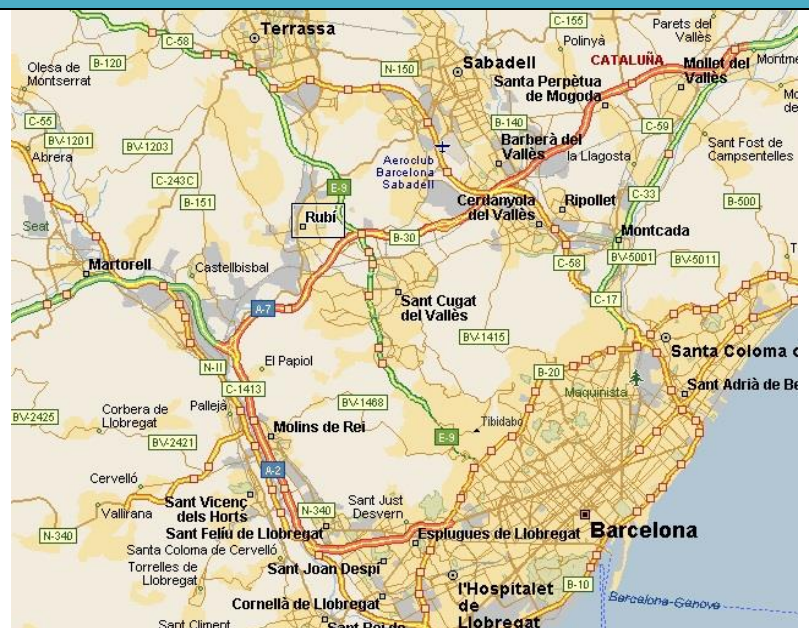 C-155
Parets del
Vallès
Terrassa
C-58
Polinyà
B-120
N-150
Sabadell
CATALUÑA
Mollet del
Vallès
Olesa de
Montserrat
Santa Perpètua
de Mogoda
C-55
BV-1201
BV-1203
B-140
C-59
Abrera
Barberà del
Vallès
la Llagosta
Sant Fost de
Campsentelles
Aeroclub
Barcelona
Sabadell
C-243C
B-151
E-9
C-33
B-500
Cerdanyola
del Vallès
Ripollet
Rubí
Seat
B-30
Montcada
Martorell
Castellbisbal
C-58
BV-5001
BV-5011
Sant Cugat
del Vallès
C-17
A-7
BV-1415
Santa Coloma
N-II
El Papiol
B-20
C-1413
Maquinista
Sant Adrià de Be
Corbera de
Llobregat
Pallejà
BV-1468
BV-2425
Tibidabo
Molins de Rei
E-9
BV-2421
A-2
Cervelló
Sant Vicenç
dels Horts
Sant Just
Desvern
Vallirana
N-340
N-340
Barcelona
Sant Feliu de Llobregat
Esplugues de Llobregat
Santa Coloma de Cervelló
Torrelles de
Llobregat
Sant Joan Despí
l'Hospitalet
de
Llobregat
B-10
Cornellà de Llobregat
Barcelona-Genova
Sant Climent